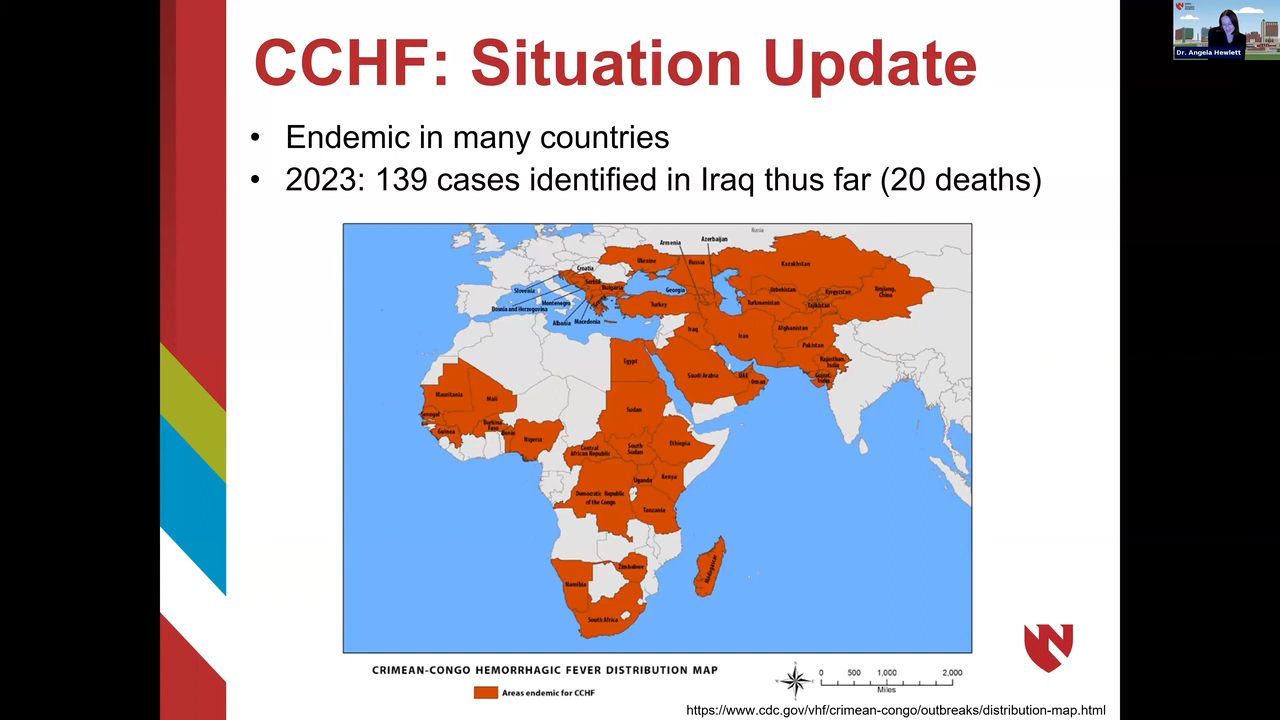 CCHF: Situation Update
Dr. Angela Hewlett
• Endemic in many countries
• 2023: 139 cases identified in Iraq thus far (20 deaths)
Russia
Armenia
Azerbaijan
Ukraine
Russia
Kazakhstan
Croatia
Serbia
Bulgaria
Slovenia
Montenegro
Bosnia and Herzegovina
Albania
Macedonia
Georgia
Turkey
Uzbekistan
Kyrgyzstan
Xinjiang,
China
Turkmenistan
Tajikistan
Iraq
Iran
Afghanistan
Pakistan
Rajasthan,
India
Gujrat,
India
Egypt
Saudi Arabia
UAE
Oman
Mauritania
Mali
Senegal
Guinea
Burkina
Faso
Benin
Nigeria
Sudan
Central
African Republic
South
Sudan
Ethiopia
Uganda
Kenya
Democratic Republic
of the Congo
Tanzania
Zimbabwe
Namibia
South Africa
Madagascar
CRIMEAN-CONGO HEMORRHAGIC FEVER DISTRIBUTION MAP
Areas endemic for CCHF
0 500 1,000 2,000
Miles
N
https://www.cdc.gov/vhf/crimean-congo/outbreaks/distribution-map.html